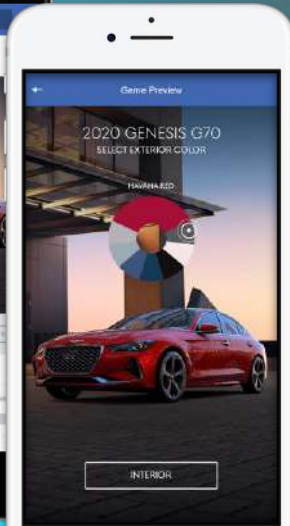 Game Preview
2020 GENESIS G70
SELECT EXTERIOR COLOR
HAVANA RED
INTERIOR